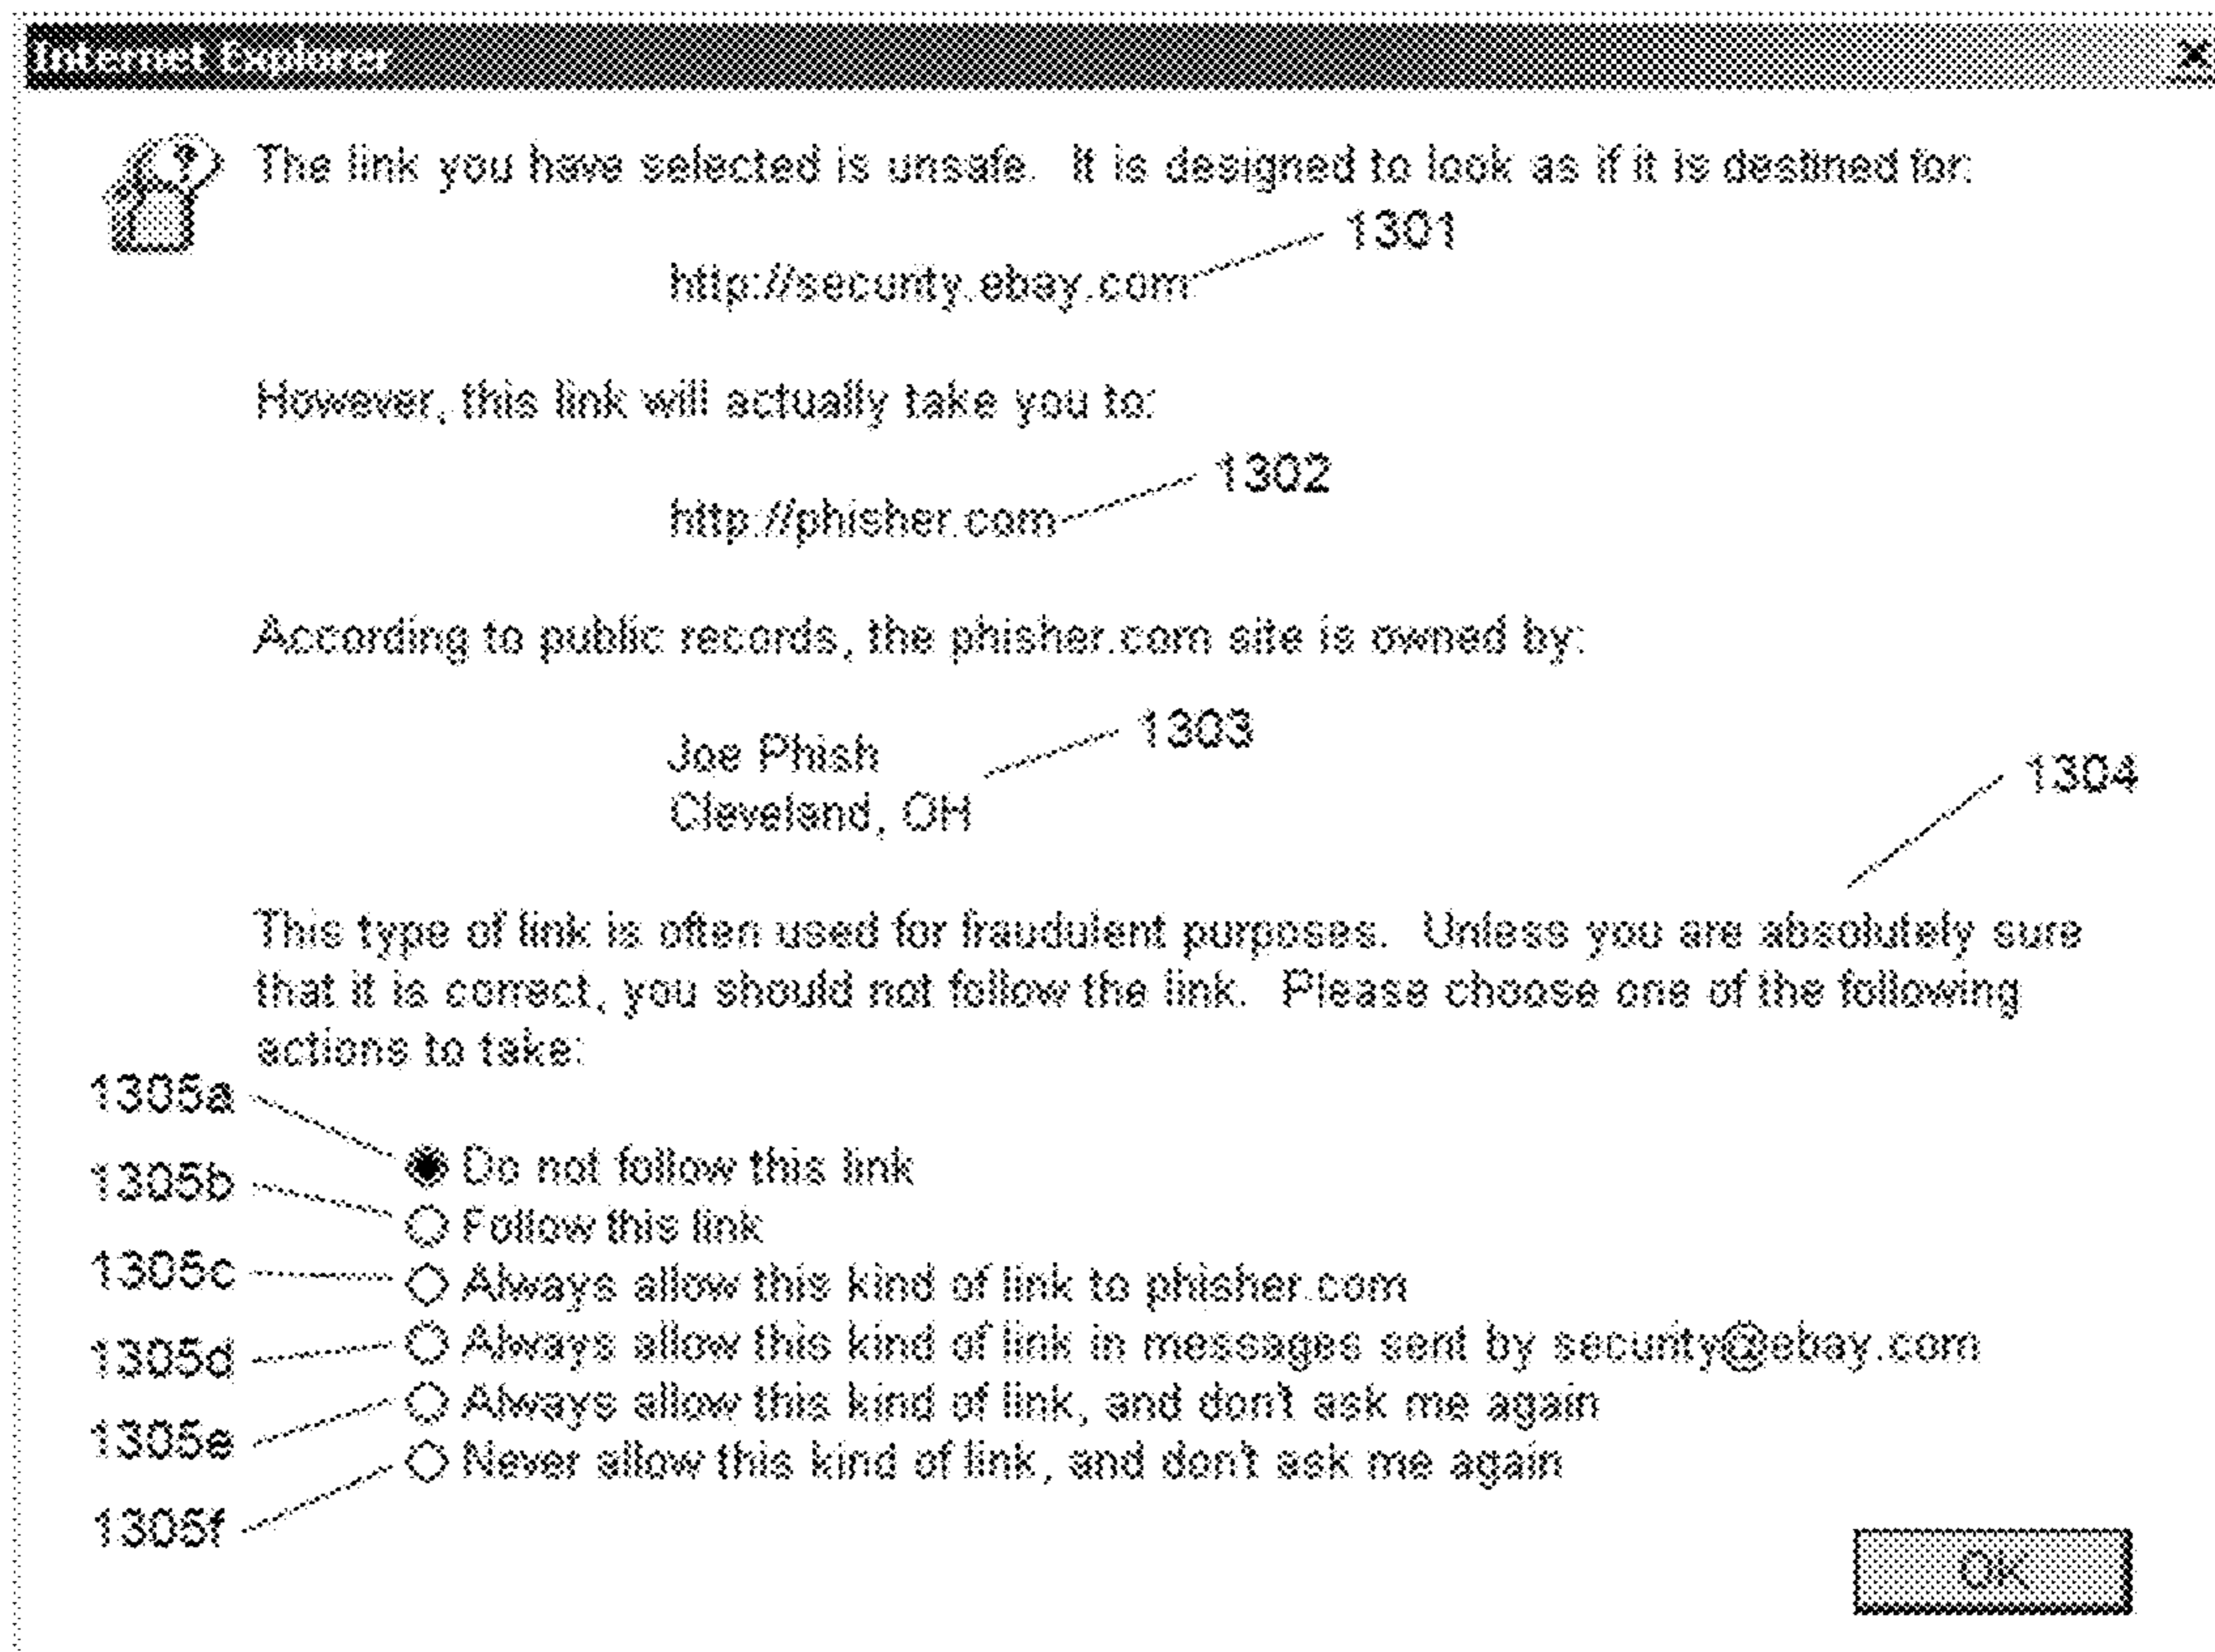 Internet Explorer
The link you have selected is unsafe. It is designed to look as if it is destined for:
1301
http://security.ebay.com
However, this link will actually take you to:
1302
http://phisher.com
According to public records, the phisher.com site is owned by:
1303
Joe Phish
1304
Cleveland, OH
This type of link is often used for fraudulent purposes. Unless you are absolutely sure
that it is correct, you should not follow the link. Please choose one of the following
actions to take:
1305a
Do not follow this link
1305b
Follow this link
1305c
Always allow this kind of link to phisher.com
1305d
Always allow this kind of link in messages sent by security@ebay.com
1305e
Always allow this kind of link, and don't ask me again
Never allow this kind of link, and don't ask me again
1305f
OK